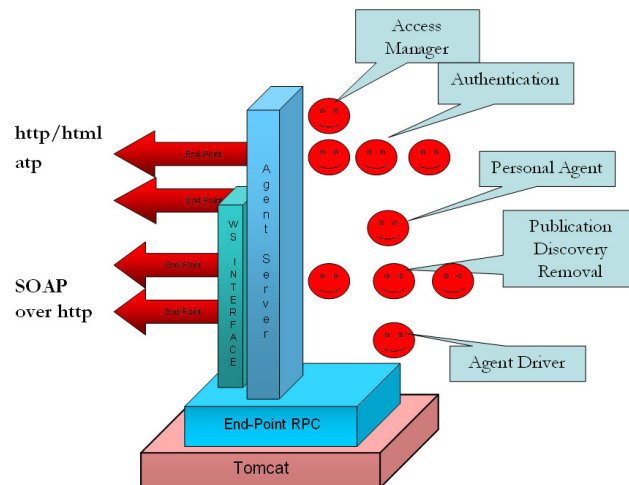 Access
Manager
Authentication
http/html
atp
End-Point
End-Point
Agent Server
Personal Agent
WS INTERFACE
Publication
Discovery
Removal
End-Point
SOAP
over http
End-Point
Agent Driver
End-Point RPC
Tomcat